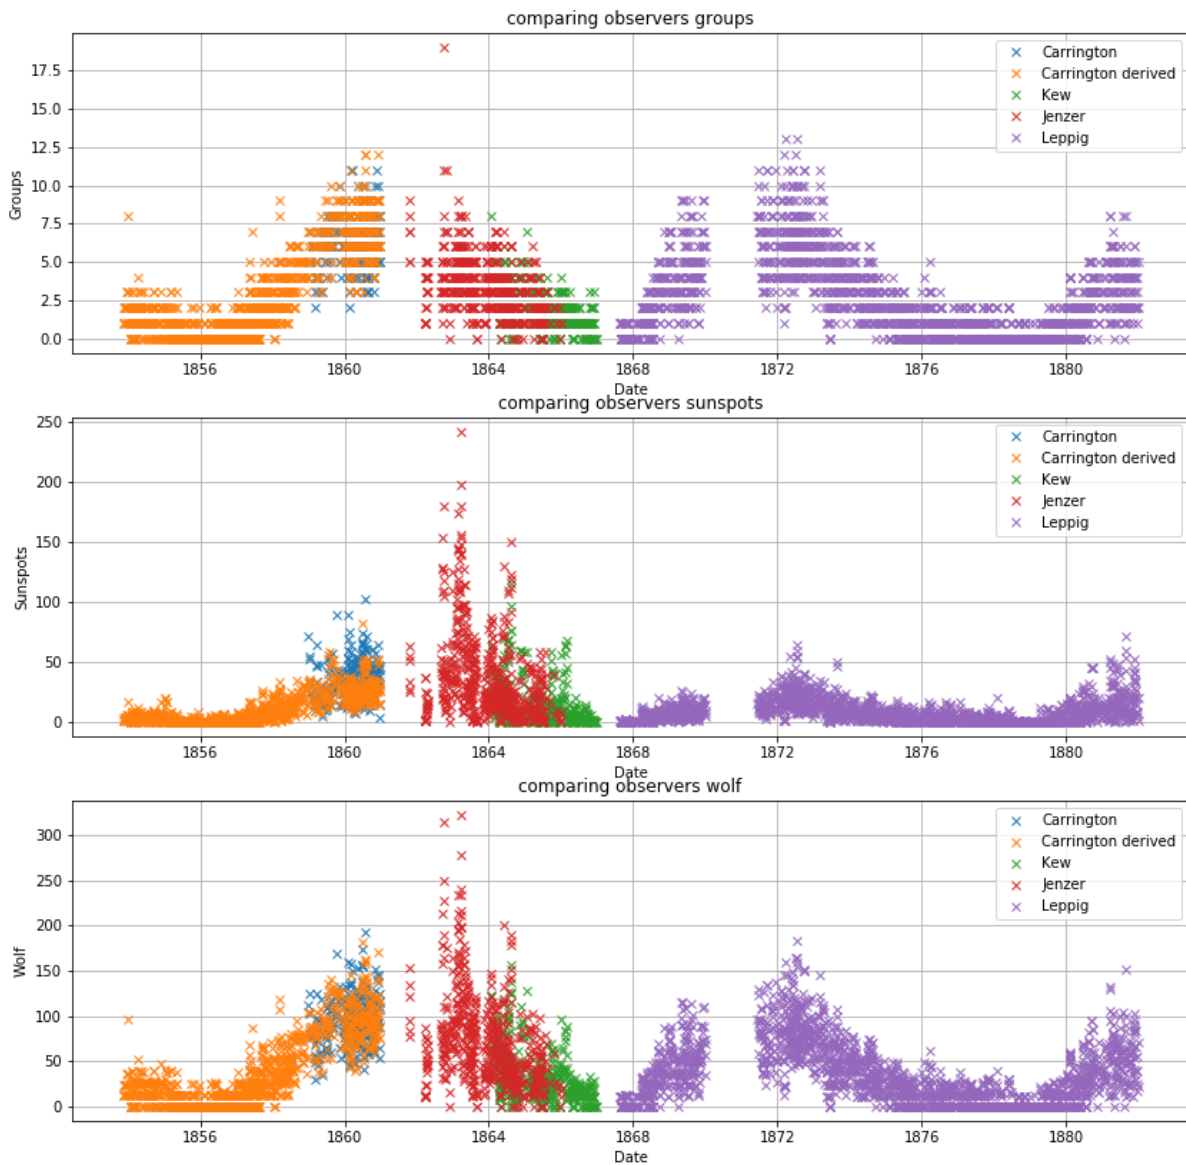 comparing observers groups
17.5
15.0
12.5
10.0
7.5
5.0
2.5
0.0
Groups
Carrington
Carrington derived
Kew
Jenzer
Leppig
1856 1860 1864 1868 1872 1876 1880
Date
comparing observers sunspots
250
200
150
100
50
0
Sunspots
Carrington
Carrington derived
Kew
Jenzer
Leppig
1856 1860 1864 1868 1872 1876 1880
Date
comparing observers wolf
300
250
200
150
100
50
0
Wolf
Carrington
Carrington derived
Kew
Jenzer
Leppig
1856 1860 1864 1868 1872 1876 1880
Date